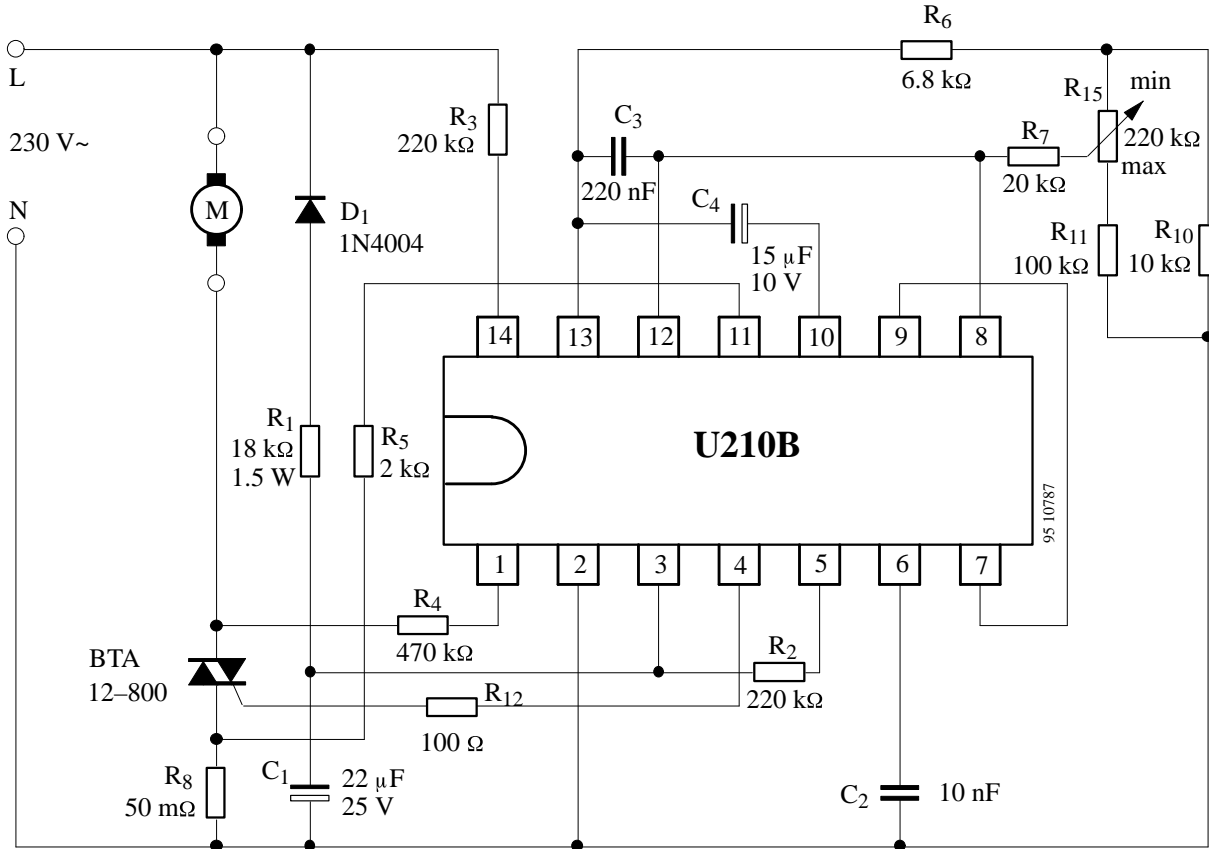 R6
6.8 kΩ
L
230 V~
N
M
R3
220 kΩ
C3
220 nF
C4
15 µF
10 V
R7
20 kΩ
R15
min
220 kΩ
max
R11
100 kΩ
R10
10 kΩ
D1
1N4004
14
13
12
11
10
9
8
R1
18 kΩ
1.5 W
R5
2 kΩ
U210B
95 10787
1
2
3
4
5
6
7
R4
470 kΩ
BTA
12–800
R2
220 kΩ
R12
100 Ω
R8
50 mΩ
C1
22 µF
25 V
C2
10 nF